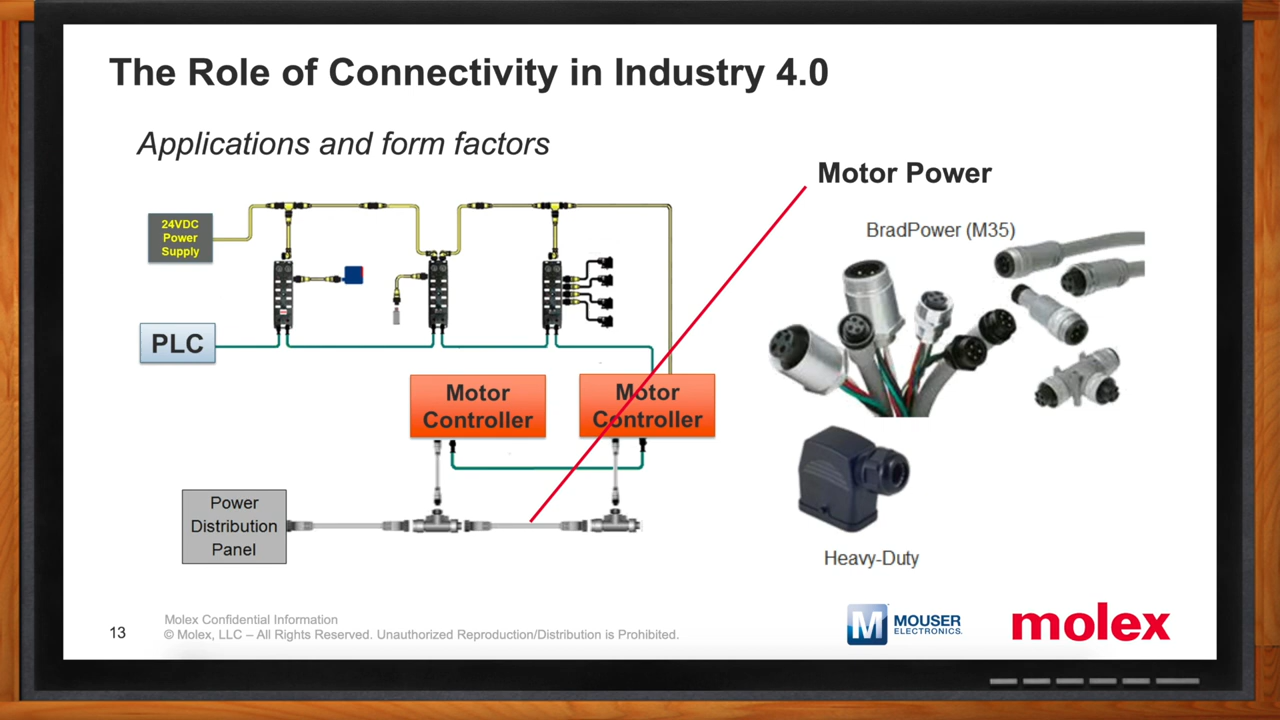 The Role of Connectivity in Industry 4.0
Applications and form factors
Motor Power
BradPower (M35)
24VDC
Power
Supply
PLC
Motor
Controller
Motor
Controller
Power
Distribution
Panel
Heavy-Duty
13
Molex Confidential Information
© Molex, LLC – All Rights Reserved. Unauthorized Reproduction/Distribution is Prohibited.
M
MOUSER
ELECTRONICS.
molex